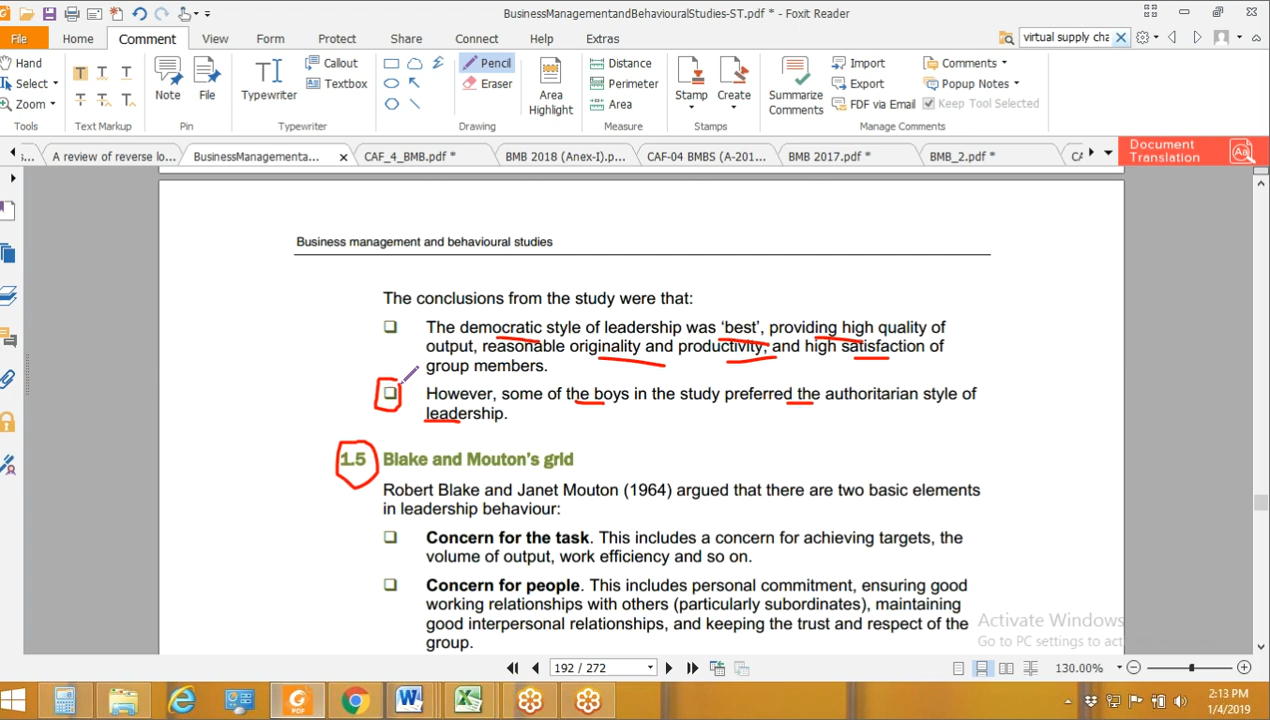 BusinessManagementandBehaviouralStudies-ST.pdf * - Foxit Reader
File Home Comment View Form Protect Share Connect Help Extras
virtual supply cha
Hand
Select
Zoom
Tools
Text Markup
Note
File
Pin
Typewriter
Callout
Textbox
Typewriter
Area Highlight
Pencil
Eraser
Drawing
Distance
Perimeter
Area
Measure
Stamp
Create
Stamps
Summarize Comments
Import
Export
FDF via Email
Comments
Popup Notes
Keep Tool Selected
Manage Comments
s... A review of reverse lo... BusinessManagementa... CAF_4_BMB.pdf * BMB 2018 (Anex-I).p... CAF-04 BMBS (A-201... BMB 2017.pdf * BMB_2.pdf * CA
Document Translation
Business management and behavioural studies
The conclusions from the study were that:
The democratic style of leadership was ‘best’, providing high quality of
output, reasonable originality and productivity, and high satisfaction of
group members.
However, some of the boys in the study preferred the authoritarian style of
leadership.
1.5 Blake and Mouton’s grid
Robert Blake and Janet Mouton (1964) argued that there are two basic elements
in leadership behaviour:
Concern for the task. This includes a concern for achieving targets, the
volume of output, work efficiency and so on.
Concern for people. This includes personal commitment, ensuring good
working relationships with others (particularly subordinates), maintaining
good interpersonal relationships, and keeping the trust and respect of the
group.
Activate Windows
Go to PC settings to act
192 / 272
130.00%
2:13 PM
1/4/2019